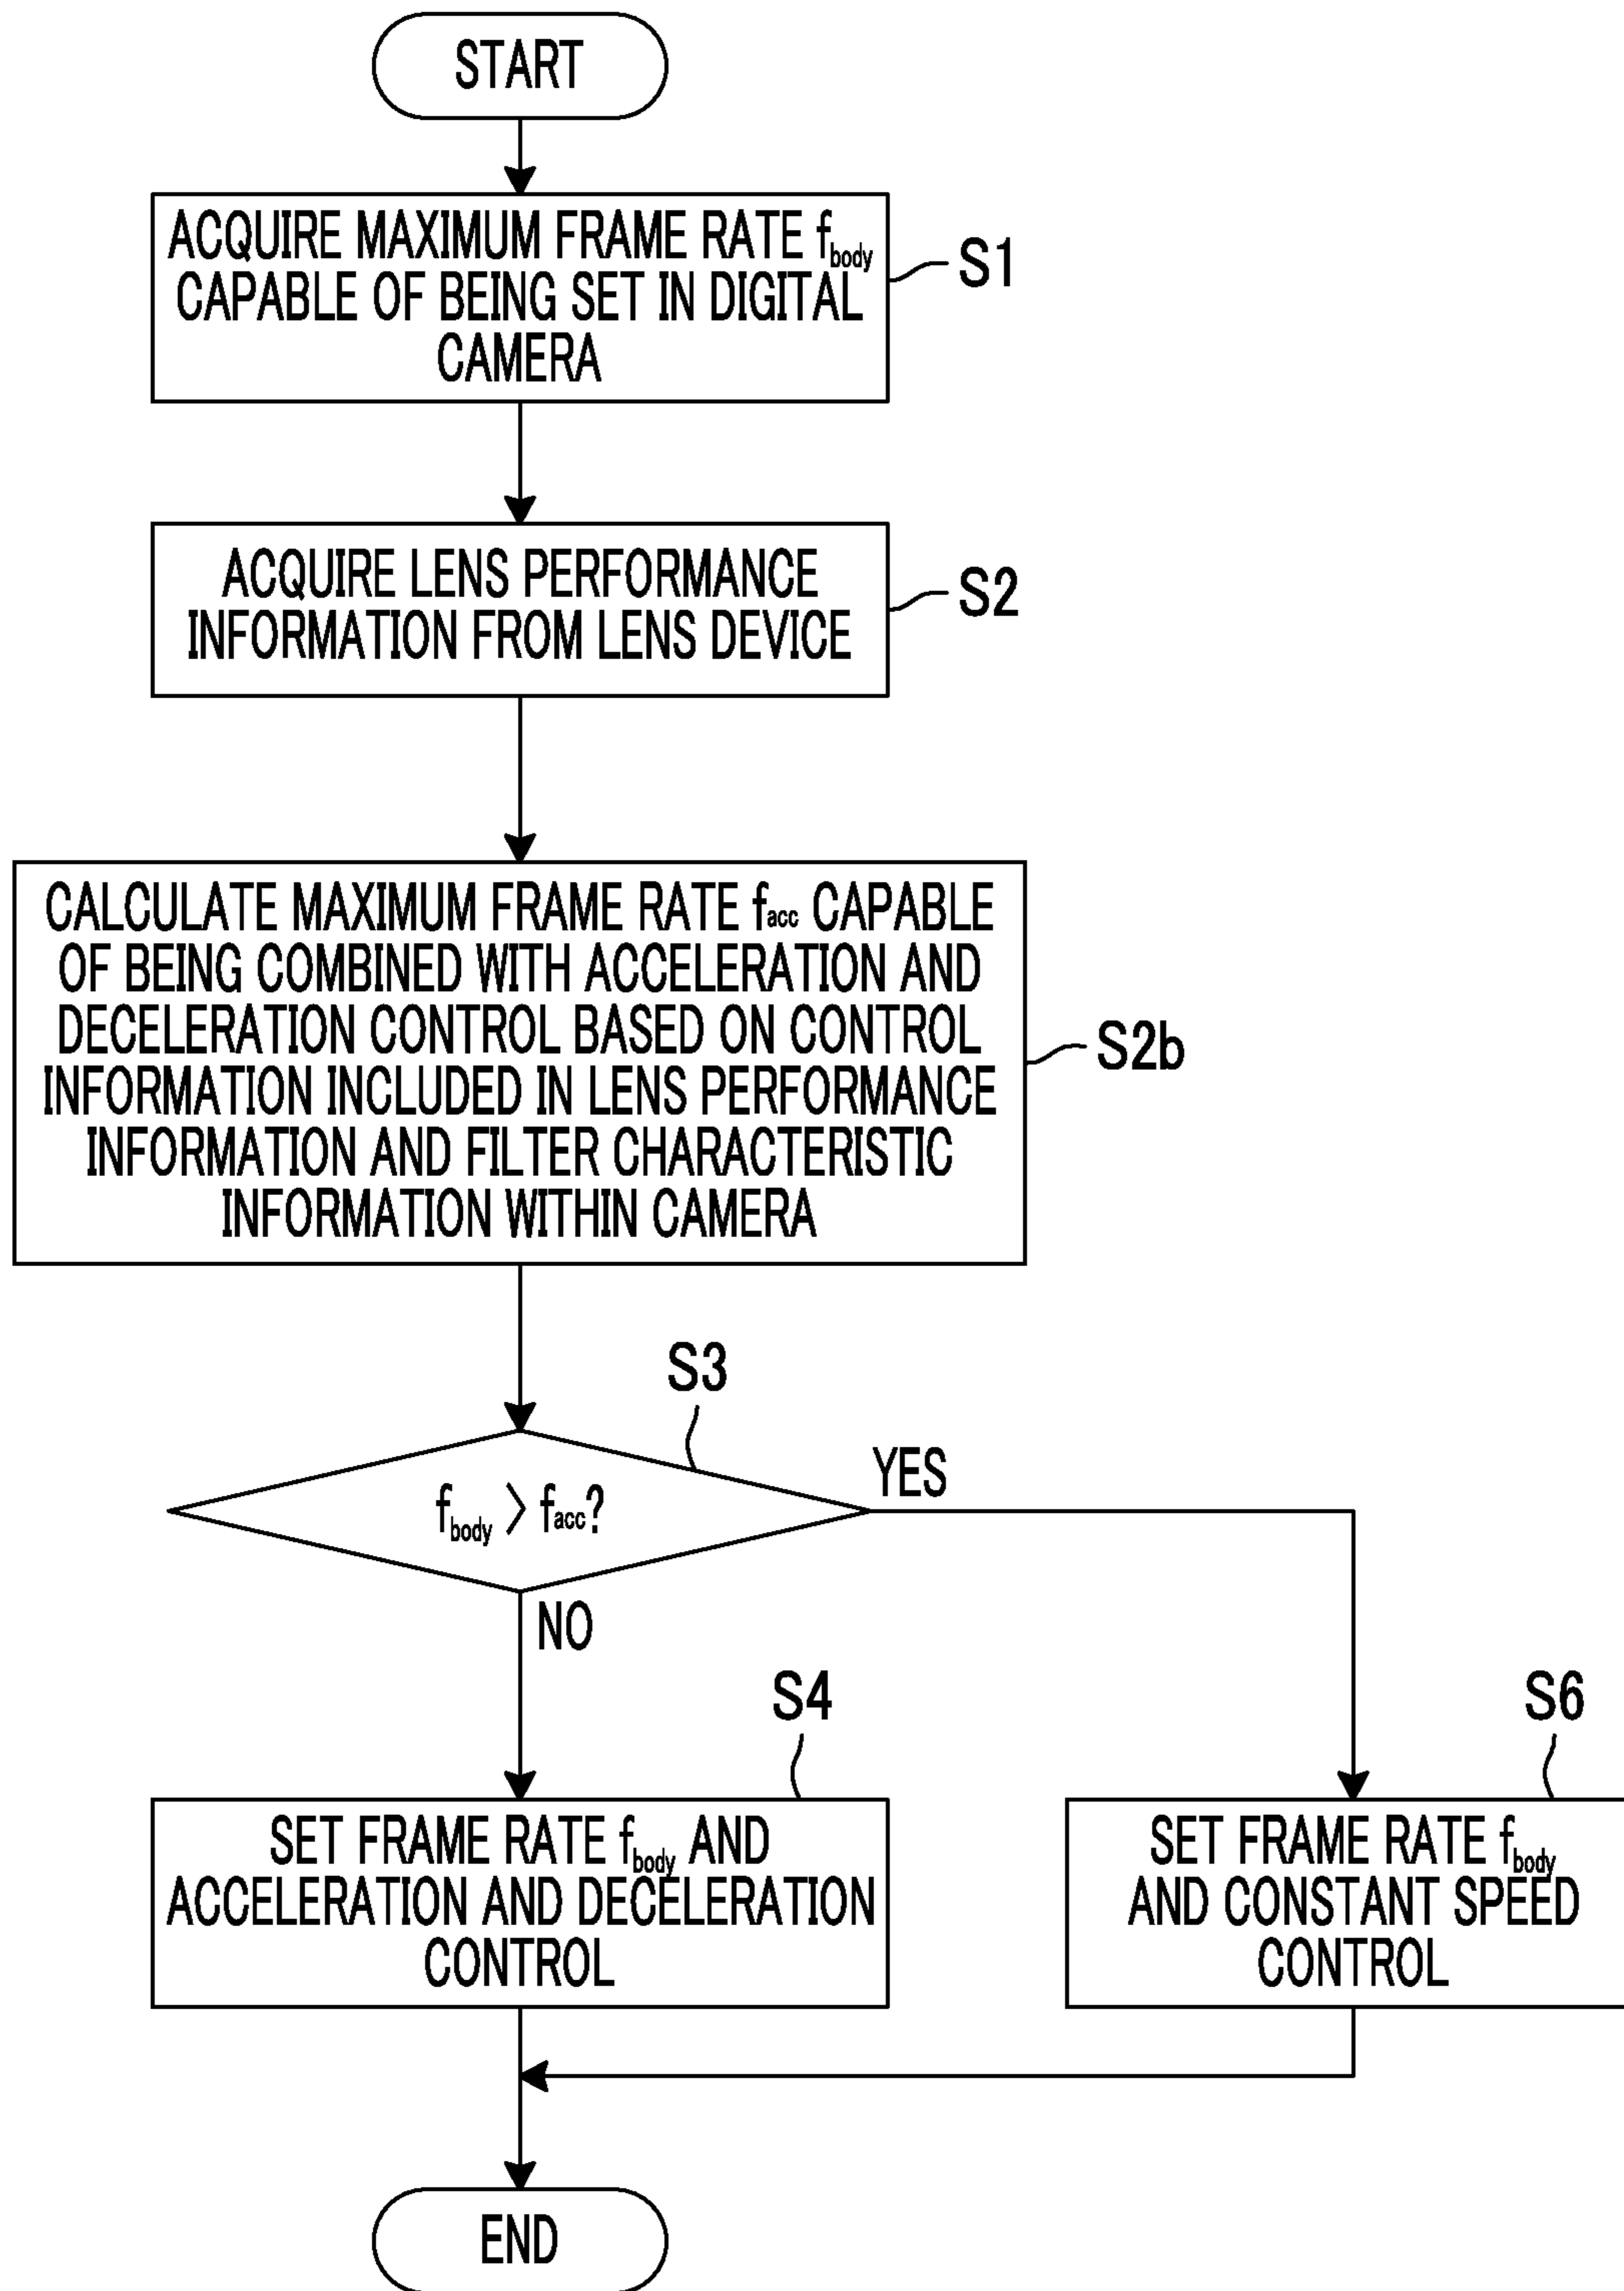 START
ACQUIRE MAXIMUM FRAME RATE fbody
CAPABLE OF BEING SET IN DIGITAL
CAMERA
S1
ACQUIRE LENS PERFORMANCE
INFORMATION FROM LENS DEVICE
S2
CALCULATE MAXIMUM FRAME RATE facc CAPABLE
OF BEING COMBINED WITH ACCELERATION AND
DECELERATION CONTROL BASED ON CONTROL
INFORMATION INCLUDED IN LENS PERFORMANCE
INFORMATION AND FILTER CHARACTERISTIC
INFORMATION WITHIN CAMERA
S2b
S3
fbody > facc?
YES
NO
S4
SET FRAME RATE fbody AND
ACCELERATION AND DECELERATION
CONTROL
S6
SET FRAME RATE fbody
AND CONSTANT SPEED
CONTROL
END